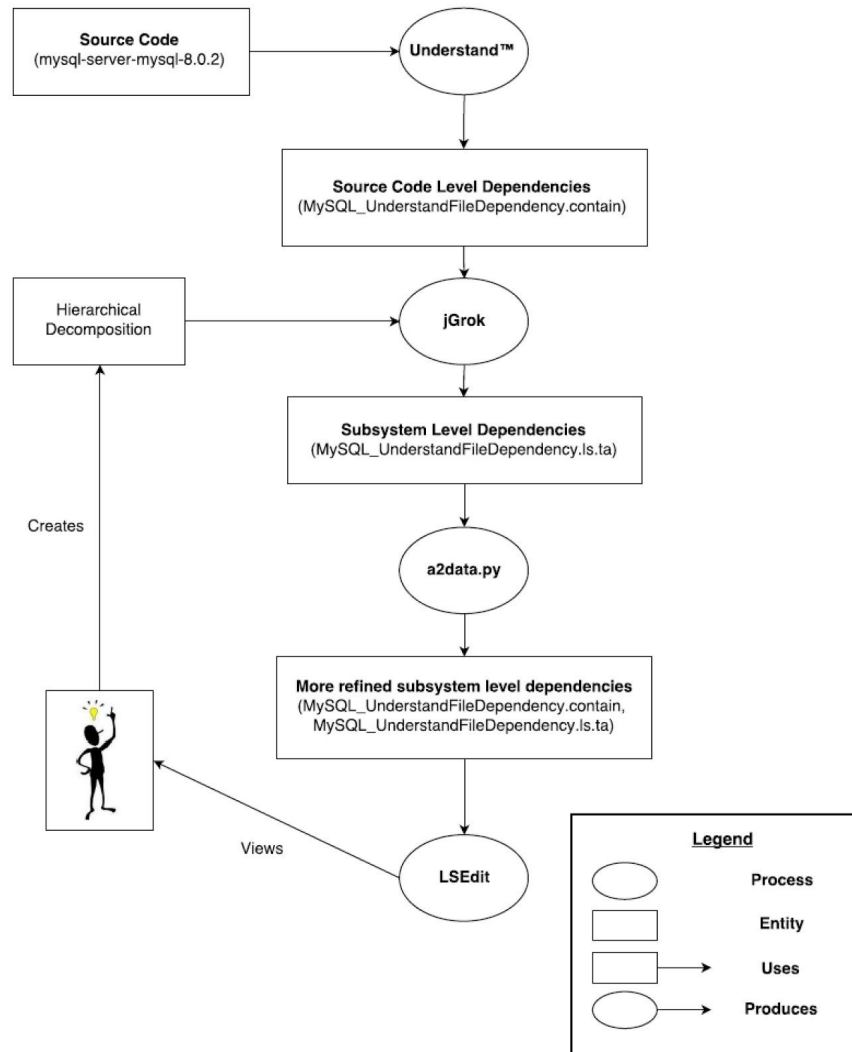 Source Code
(mysql-server-mysql-8.0.2)
Understand™
Source Code Level Dependencies
(MySQL_UnderstandFileDependency.contain)
Hierarchical
Decomposition
jGrok
Subsystem Level Dependencies
(MySQL_UnderstandFileDependency.ls.ta)
Creates
a2data.py
More refined subsystem level dependencies
(MySQL_UnderstandFileDependency.contain,
MySQL_UnderstandFileDependency.ls.ta)
Views
LSEdit
Legend
Process
Entity
Uses
Produces